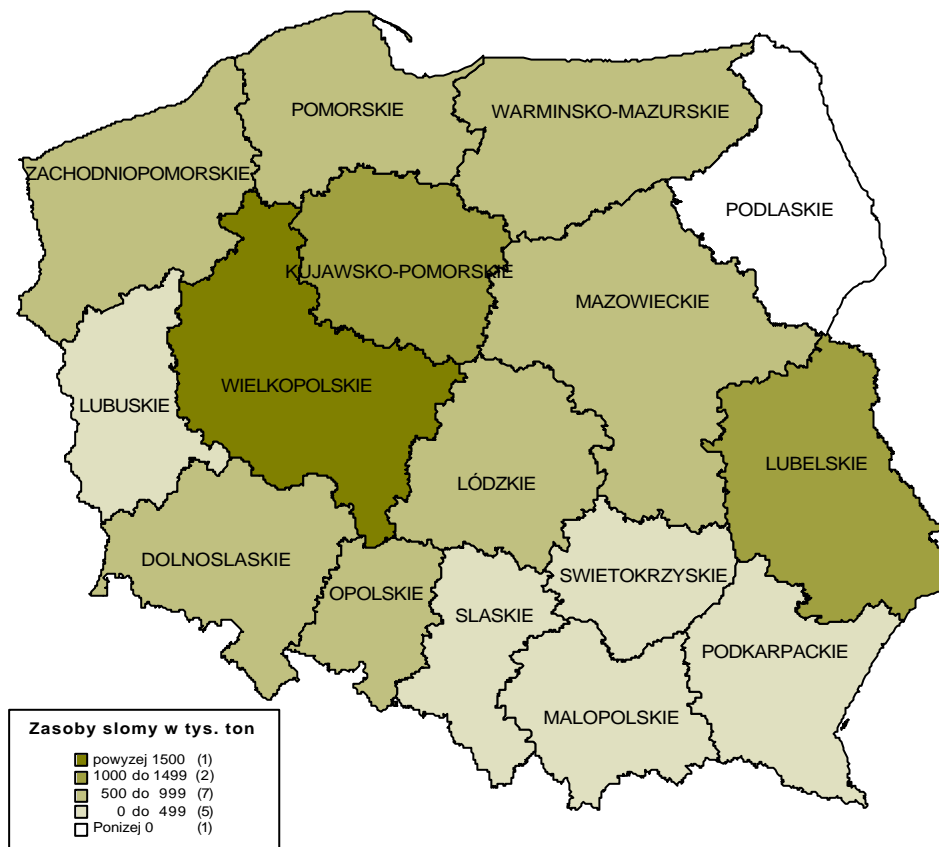 POMORSKIE
WARMINSKO-MAZURSKIE
ZACHODNIOPOMORSKIE
PODLASKIE
KUJAWSKO-POMORSKIE
MAZOWIECKIE
WIELKOPOLSKIE
LUBUSKIE
LUBELSKIE
LÓDZKIE
DOLNOSLASKIE
SWIETOKRZYSKIE
OPOLSKIE
SLASKIE
PODKARPACKIE
MALOPOLSKIE
Zasoby slomy w tys. ton
powyzej 1500 (1)
1000 do 1499 (2)
500 do 999 (7)
0 do 499 (5)
Ponizej 0 (1)